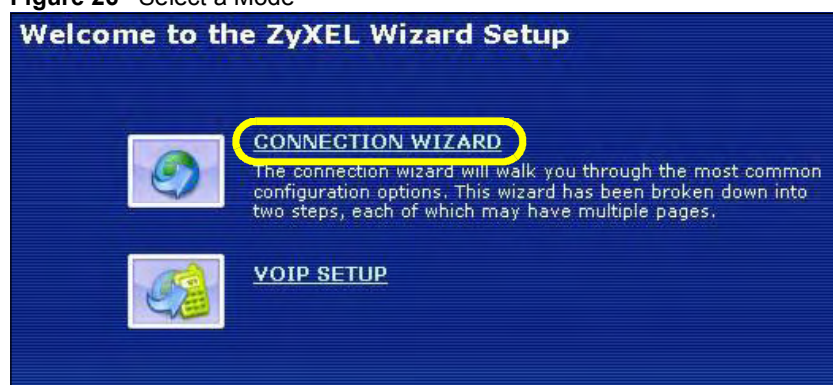 Figure 26 Select a Mode
Welcome to the ZyXEL Wizard Setup
CONNECTION WIZARD
The connection wizard will walk you through the most common
configuration options. This wizard has been broken down into
two steps, each of which may have multiple pages.
VOIP SETUP